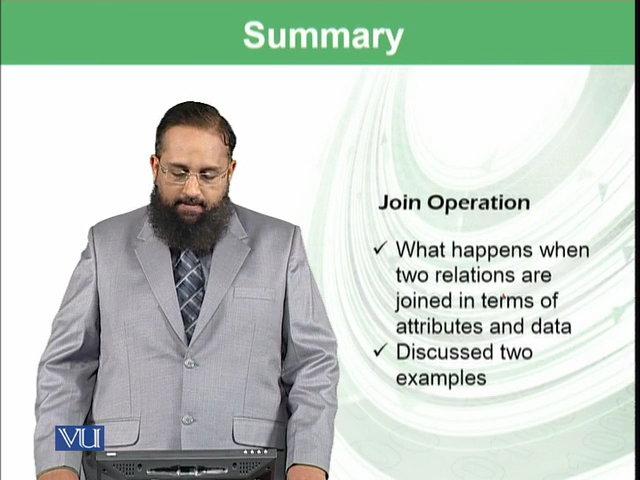 Summary
Join Operation
✓ What happens when
two relations are
joined in terms of
attributes and data
✓ Discussed two
examples
VU